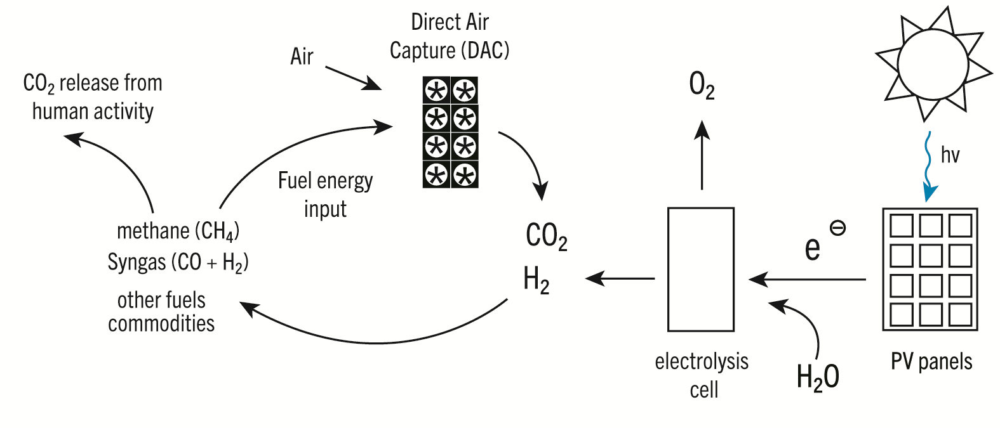 Direct Air
Capture (DAC)
Air
CO₂ release from
human activity
O₂
hv
Fuel energy
input
methane (CH₄)
Syngas (CO + H₂)
other fuels
commodities
CO₂
H₂
e ⊖
electrolysis
cell
H₂O
PV panels